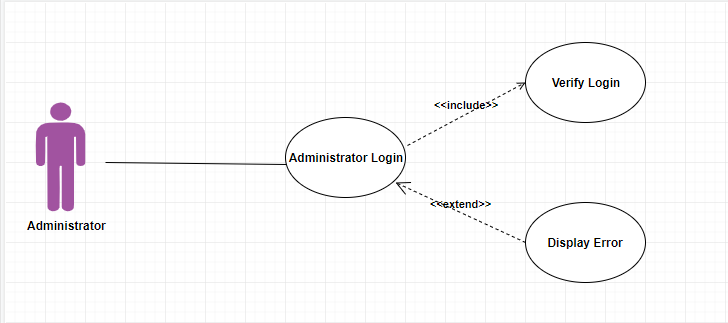 Verify Login
<<include>>
Administrator Login
<<extend>>
Administrator
Display Error